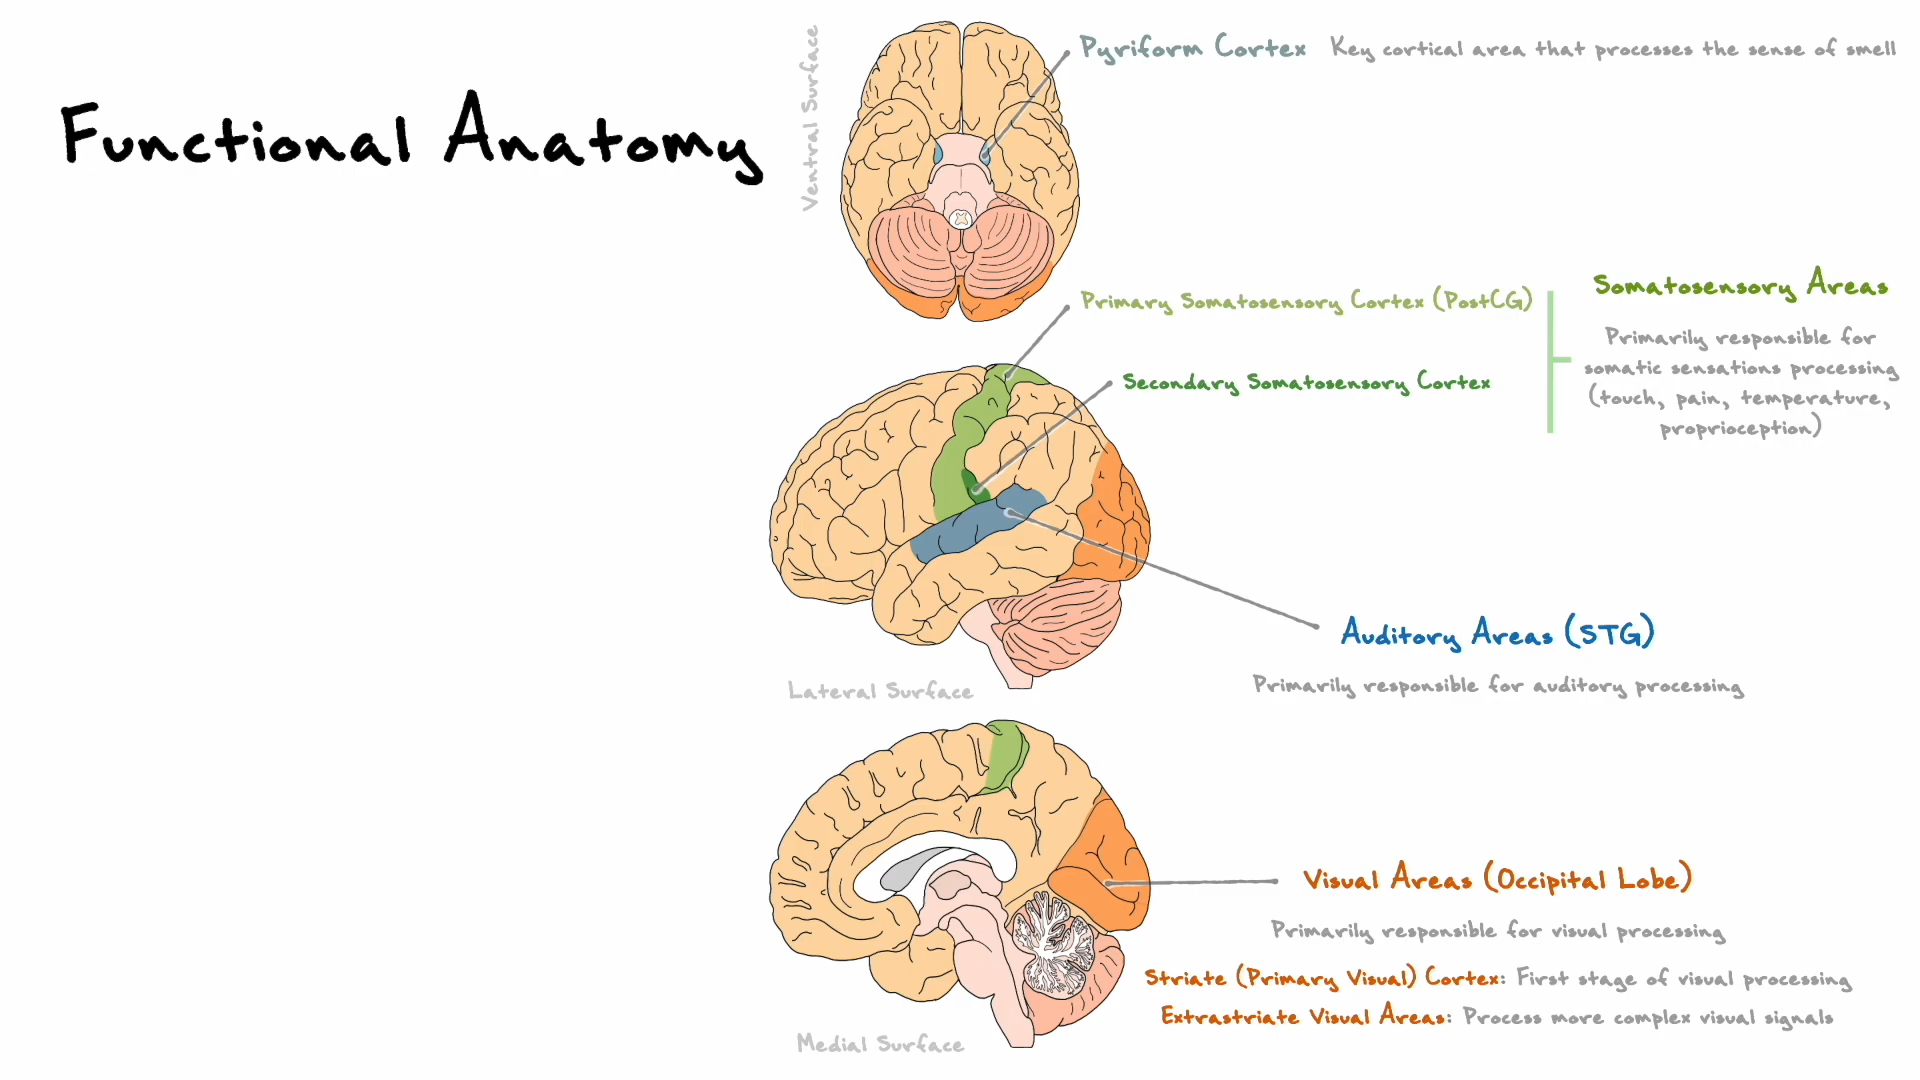 Functional Anatomy
Ventral Surface
Pyriform Cortex Key cortical area that processes the sense of smell
Primary Somatosensory Cortex (PostCG)
Secondary Somatosensory Cortex
Somatosensory Areas
Primarily responsible for
somatic sensations processing
(touch, pain, temperature,
proprioception)
Auditory Areas (STG)
Primarily responsible for auditory processing
Lateral Surface
Visual Areas (Occipital Lobe)
Primarily responsible for visual processing
Striate (Primary Visual) Cortex: First stage of visual processing
Extrastriate Visual Areas: Process more complex visual signals
Medial Surface